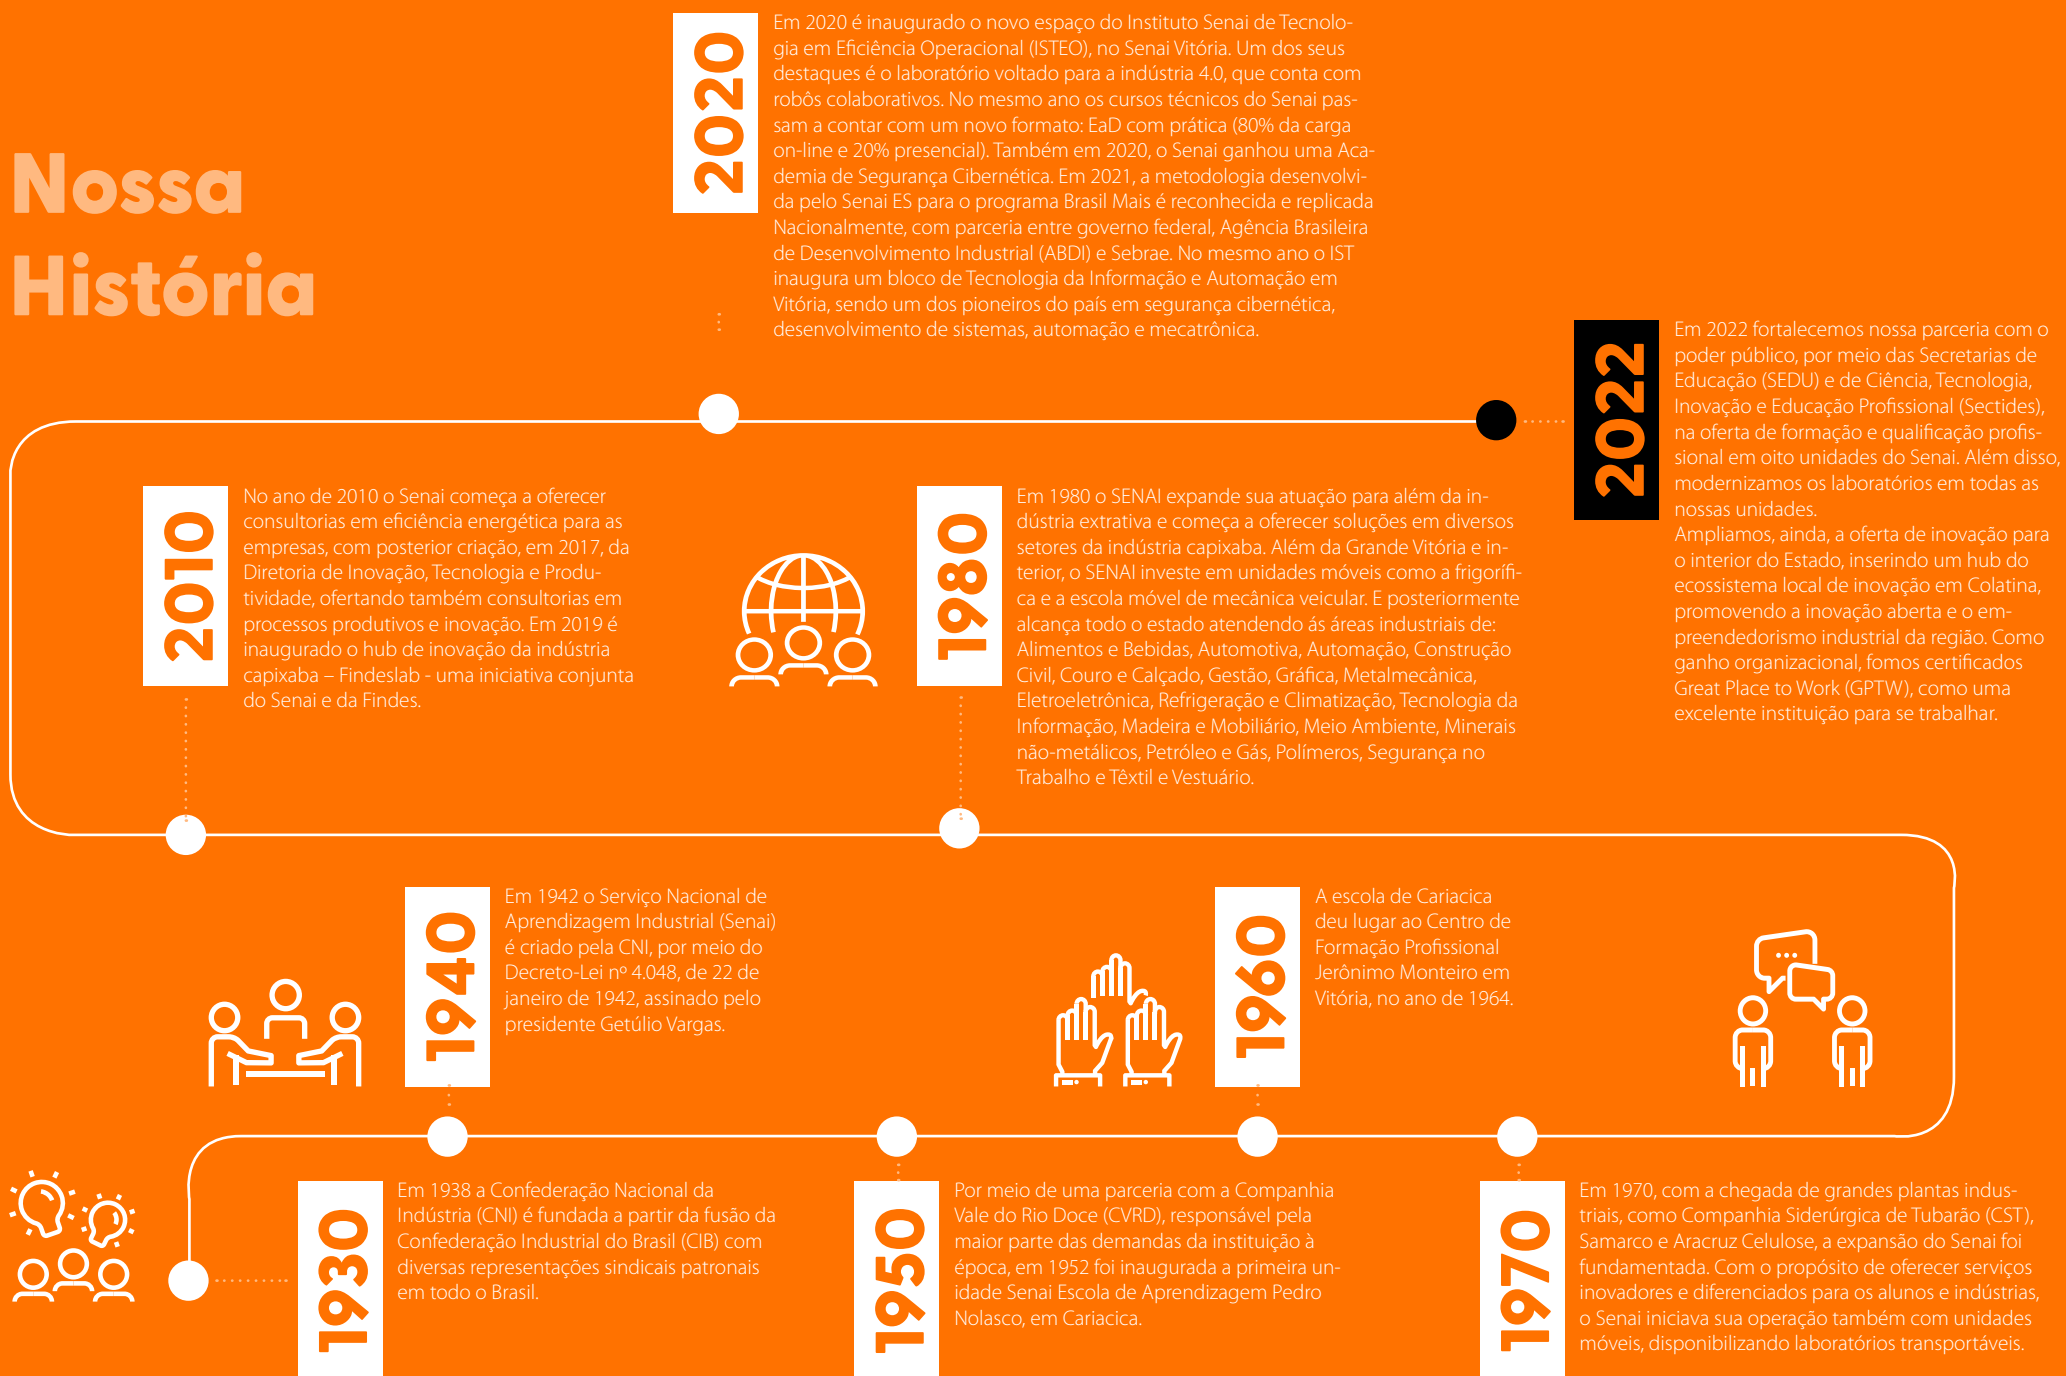 Nossa
História
2020
Em 2020 é inaugurado o novo espaço do Instituto Senai de Tecnolo-
gia em Eficiência Operacional (ISTEO), no Senai Vitória. Um dos seus
destaques é o laboratório voltado para a indústria 4.0, que conta com
robôs colaborativos. No mesmo ano os cursos técnicos do Senai pas-
sam a contar com um novo formato: EaD com prática (80% da carga
on-line e 20% presencial). Também em 2020, o Senai ganhou uma Aca-
demia de Segurança Cibernética. Em 2021, a metodologia desenvolvi-
da pelo Senai ES para o programa Brasil Mais é reconhecida e replicada
Nacionalmente, com parceria entre governo federal, Agência Brasileira
de Desenvolvimento Industrial (ABDI) e Sebrae. No mesmo ano o IST
inaugura um bloco de Tecnologia da Informação e Automação em
Vitória, sendo um dos pioneiros do país em segurança cibernética,
desenvolvimento de sistemas, automação e mecatrônica.
2022
Em 2022 fortalecemos nossa parceria com o
poder público, por meio das Secretarias de
Educação (SEDU) e de Ciência, Tecnologia,
Inovação e Educação Profissional (Sectides),
na oferta de formação e qualificação profis-
sional em oito unidades do Senai. Além disso,
modernizamos os laboratórios em todas as
nossas unidades.
Ampliamos, ainda, a oferta de inovação para
o interior do Estado, inserindo um hub do
ecossistema local de inovação em Colatina,
promovendo a inovação aberta e o em-
preendedorismo industrial da região. Como
ganho organizacional, fomos certificados
Great Place to Work (GPTW), como uma
excelente instituição para se trabalhar.
2010
No ano de 2010 o Senai começa a oferecer
consultorias em eficiência energética para as
empresas, com posterior criação, em 2017, da
Diretoria de Inovação, Tecnologia e Produ-
tividade, ofertando também consultorias em
processos produtivos e inovação. Em 2019 é
inaugurado o hub de inovação da indústria
capixaba – Findeslab - uma iniciativa conjunta
do Senai e da Findes.
1980
Em 1980 o SENAI expande sua atuação para além da in-
dústria extrativa e começa a oferecer soluções em diversos
setores da indústria capixaba. Além da Grande Vitória e in-
terior, o SENAI investe em unidades móveis como a frigorífi-
ca e a escola móvel de mecânica veicular. E posteriormente
alcança todo o estado atendendo ás áreas industriais de:
Alimentos e Bebidas, Automotiva, Automação, Construção
Civil, Couro e Calçado, Gestão, Gráfica, Metalmecânica,
Eletroeletrônica, Refrigeração e Climatização, Tecnologia da
Informação, Madeira e Mobiliário, Meio Ambiente, Minerais
não-metálicos, Petróleo e Gás, Polímeros, Segurança no
Trabalho e Têxtil e Vestuário.
1940
Em 1942 o Serviço Nacional de
Aprendizagem Industrial (Senai)
é criado pela CNI, por meio do
Decreto-Lei nº 4.048, de 22 de
janeiro de 1942, assinado pelo
presidente Getúlio Vargas.
1960
A escola de Cariacica
deu lugar ao Centro de
Formação Profissional
Jerônimo Monteiro em
Vitória, no ano de 1964.
1930
Em 1938 a Confederação Nacional da
Indústria (CNI) é fundada a partir da fusão da
Confederação Industrial do Brasil (CIB) com
diversas representações sindicais patronais
em todo o Brasil.
1950
Por meio de uma parceria com a Companhia
Vale do Rio Doce (CVRD), responsável pela
maior parte das demandas da instituição à
época, em 1952 foi inaugurada a primeira un-
idade Senai Escola de Aprendizagem Pedro
Nolasco, em Cariacica.
1970
Em 1970, com a chegada de grandes plantas indus-
triais, como Companhia Siderúrgica de Tubarão (CST),
Samarco e Aracruz Celulose, a expansão do Senai foi
fundamentada. Com o propósito de oferecer serviços
inovadores e diferenciados para os alunos e indústrias,
o Senai iniciava sua operação também com unidades
móveis, disponibilizando laboratórios transportáveis.